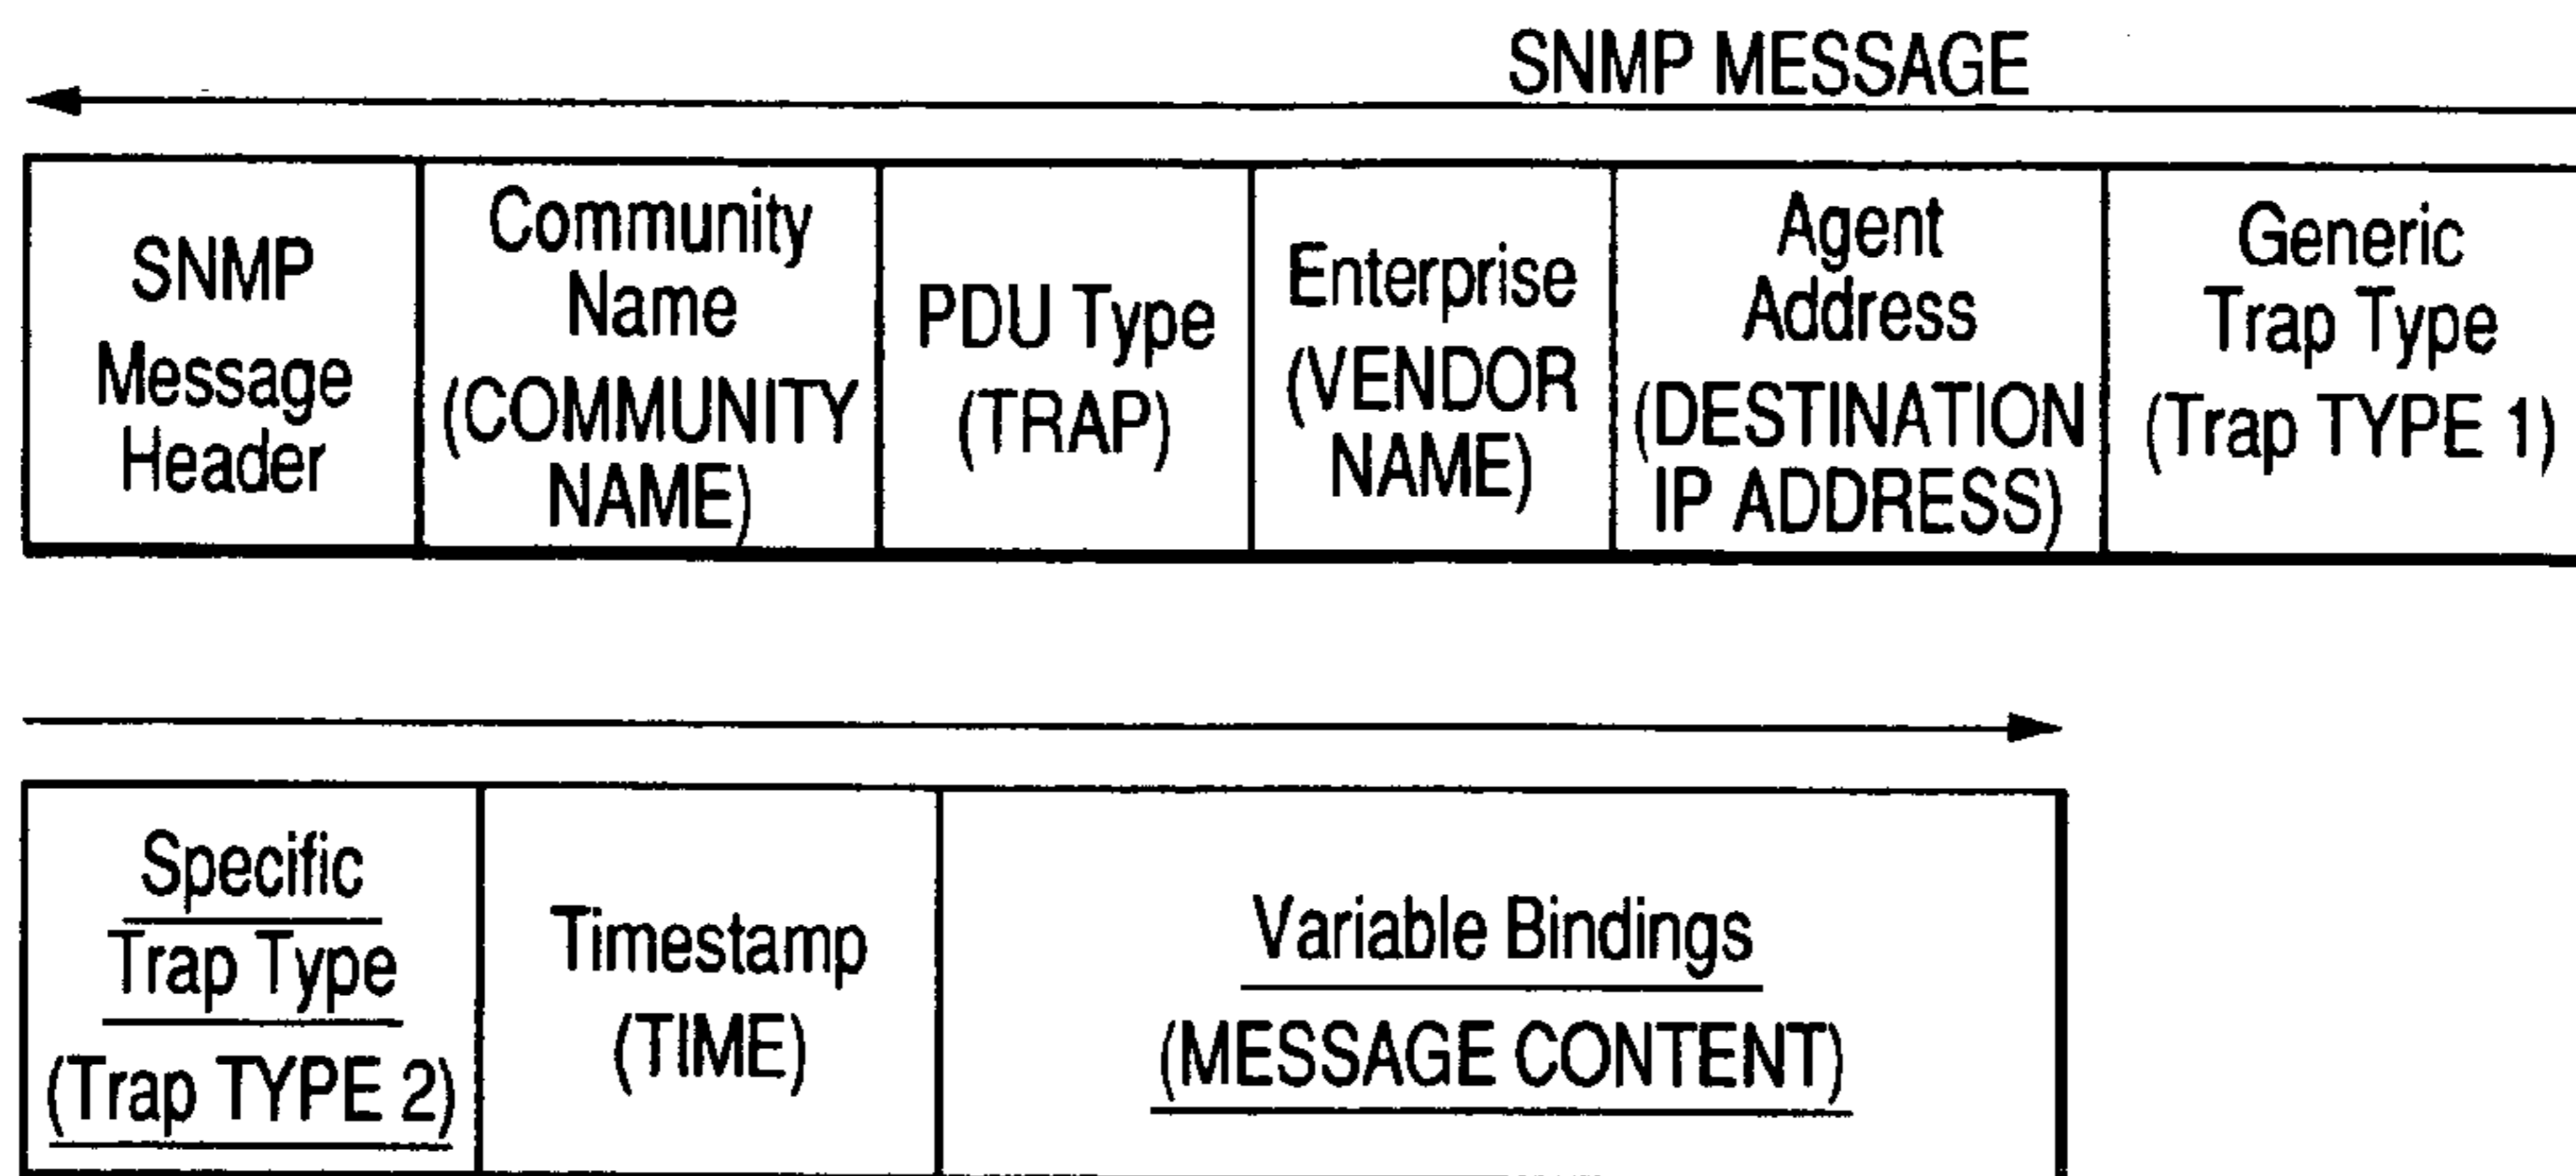 SNMP MESSAGE
SNMP
Message
Header
Community
Name
(COMMUNITY
NAME)
PDU Type
(TRAP)
Enterprise
(VENDOR
NAME)
Agent
Address
(DESTINATION
IP ADDRESS)
Generic
Trap Type
(Trap TYPE 1)
Specific
Trap Type
(Trap TYPE 2)
Timestamp
(TIME)
Variable Bindings
(MESSAGE CONTENT)